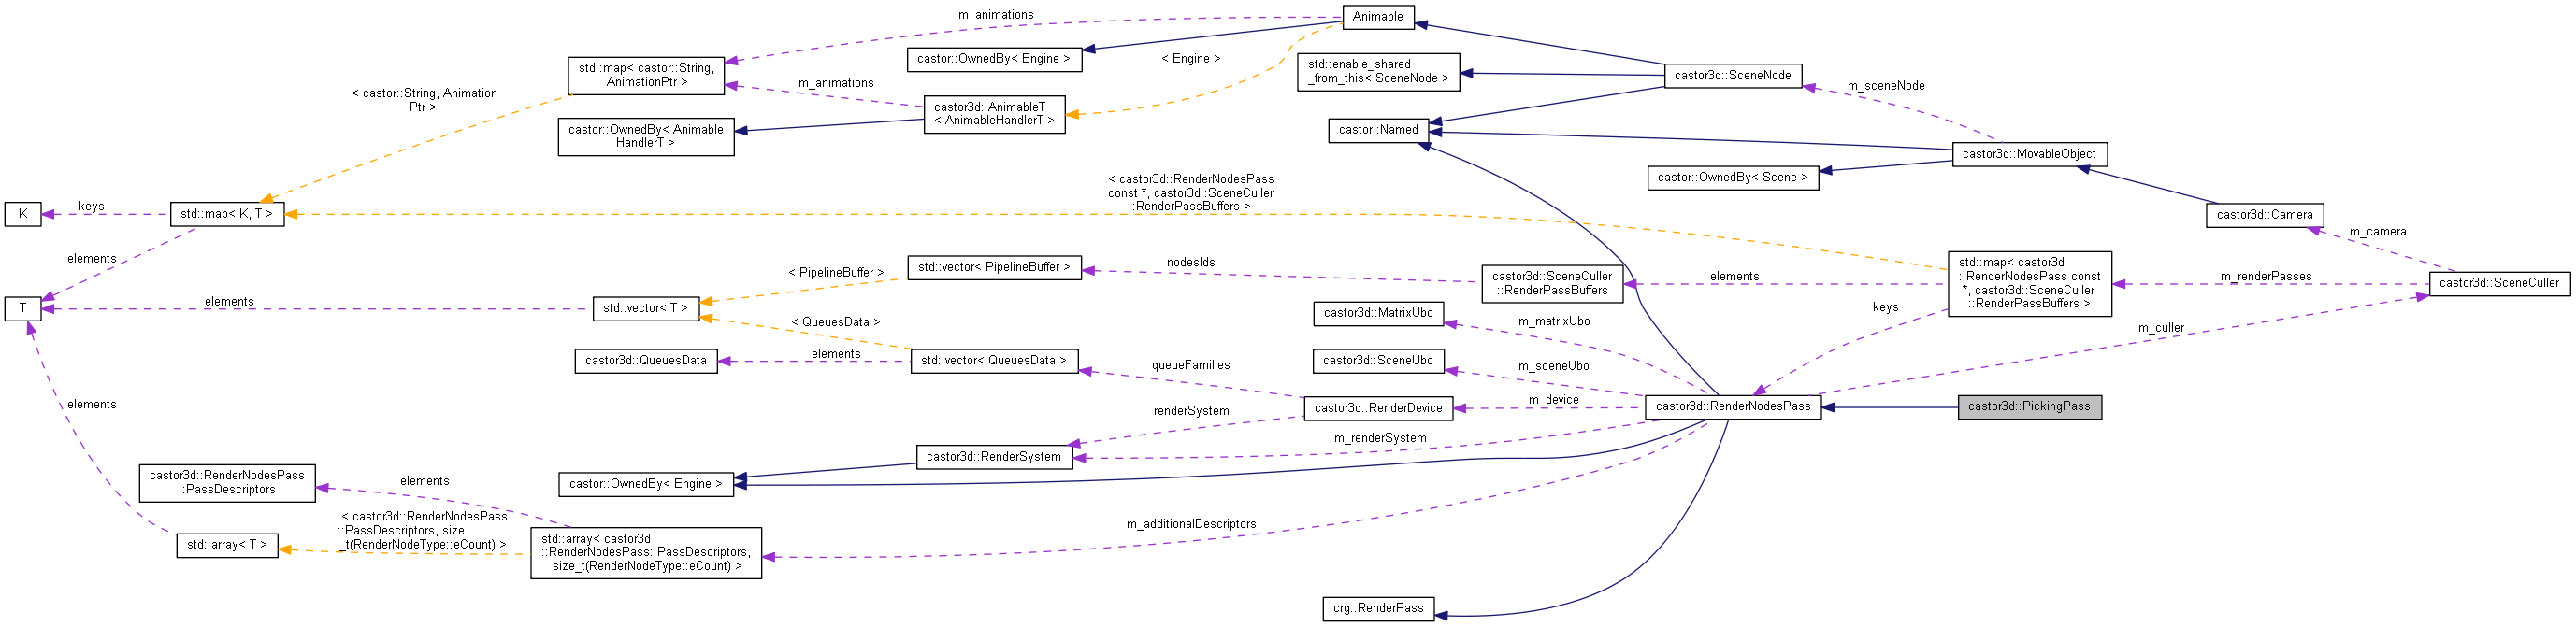 Animable
m_animations
castor::OwnedBy< Engine >
< Engine >
std::enable_shared
_from_this< SceneNode >
castor3d::SceneNode
m_sceneNode
std::map< castor::String,
AnimationPtr >
m_animations
< castor::String, Animation
Ptr >
castor3d::AnimableT
< AnimableHandlerT >
castor::OwnedBy< Animable
HandlerT >
castor::Named
castor3d::MovableObject
castor::OwnedBy< Scene >
< castor3d::RenderNodesPass
const *, castor3d::SceneCuller
::RenderPassBuffers >
K
keys
std::map< K, T >
castor3d::Camera
m_camera
elements
nodesIds
std::vector< PipelineBuffer >
< PipelineBuffer >
castor3d::SceneCuller
::RenderPassBuffers
elements
std::map< castor3d
::RenderNodesPass const
*, castor3d::SceneCuller
::RenderPassBuffers >
m_renderPasses
castor3d::SceneCuller
T
elements
std::vector< T >
castor3d::MatrixUbo
m_matrixUbo
keys
m_culler
< QueuesData >
castor3d::QueuesData
elements
std::vector< QueuesData >
queueFamilies
castor3d::SceneUbo
m_sceneUbo
elements
renderSystem
castor3d::RenderDevice
m_device
castor3d::RenderNodesPass
castor3d::PickingPass
m_renderSystem
castor3d::RenderSystem
castor3d::RenderNodesPass
::PassDescriptors
elements
castor::OwnedBy< Engine >
< castor3d::RenderNodesPass
::PassDescriptors, size
_t(RenderNodeType::eCount) >
m_additionalDescriptors
std::array< T >
std::array< castor3d
::RenderNodesPass::PassDescriptors,
size_t(RenderNodeType::eCount) >
crg::RenderPass